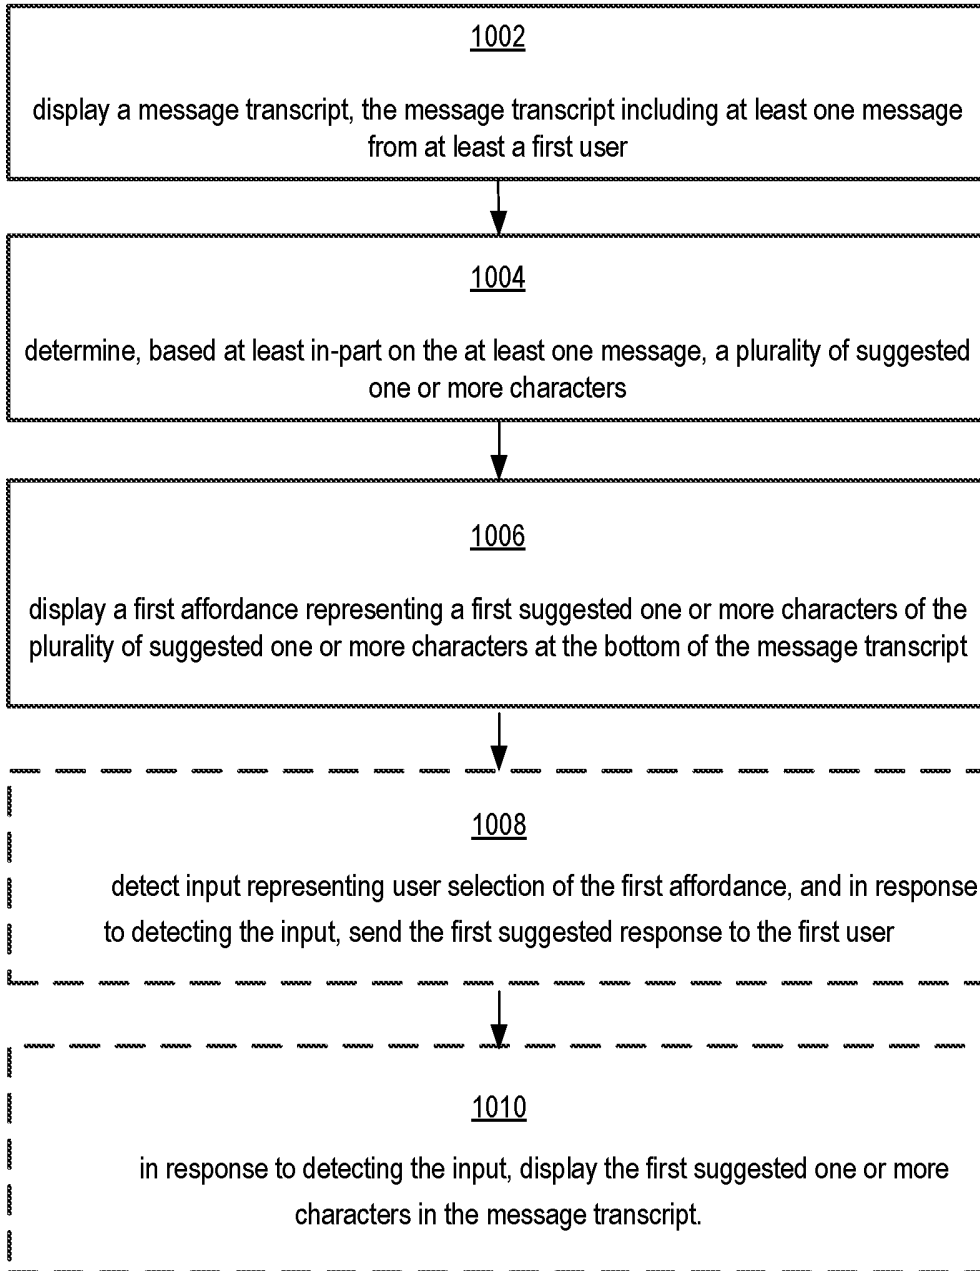 1002
display a message transcript, the message transcript including at least one message
from at least a first user
1004
determine, based at least in-part on the at least one message, a plurality of suggested
one or more characters
1006
display a first affordance representing a first suggested one or more characters of the
plurality of suggested one or more characters at the bottom of the message transcript
1008
detect input representing user selection of the first affordance, and in response
to detecting the input, send the first suggested response to the first user
1010
in response to detecting the input, display the first suggested one or more
characters in the message transcript.